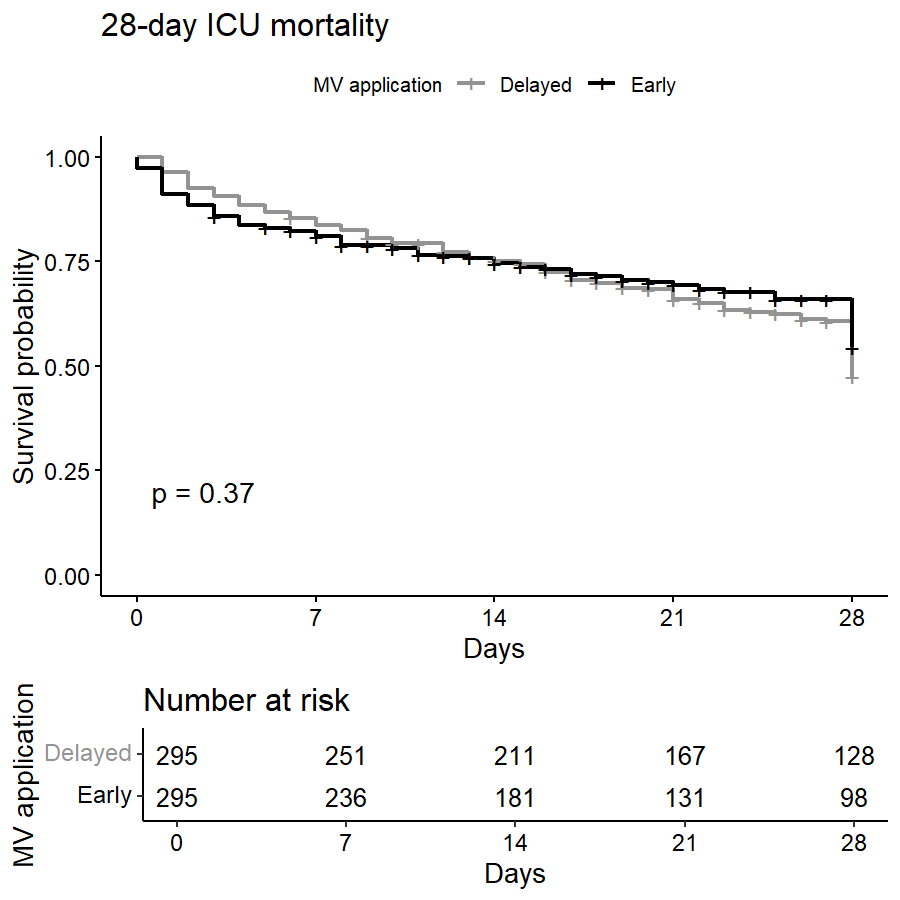 28-day ICU mortality
MV application Delayed Early
Survival probability
1.00
0.75
0.50
0.25
0.00
p = 0.37
0 7 14 21 28
Days
Number at risk
MV application
Delayed 295 251 211 167 128
Early 295 236 181 131 98
0 7 14 21 28
Days